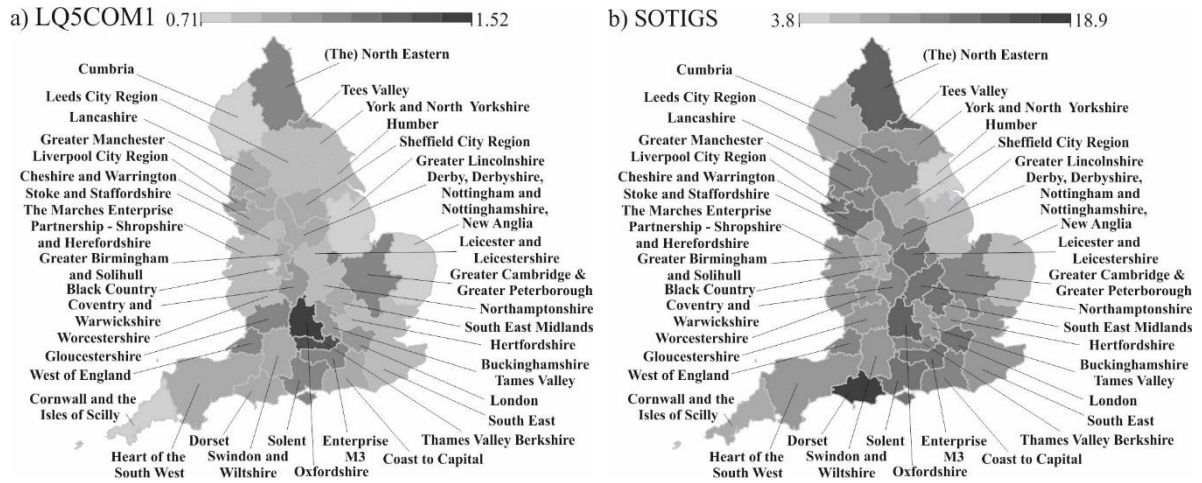 a) LQ5COM1 0.71 1.52
(The) North Eastern
Cumbria
Tees Valley
Leeds City Region
York and North Yorkshire
Lancashire
Humber
Greater Manchester
Sheffield City Region
Liverpool City Region
Greater Lincolnshire
Cheshire and Warrington
Derby, Derbyshire,
Stoke and Staffordshire
Nottingham and
Nottinghamshire,
The Marches Enterprise
New Anglia
Partnership - Shropshire
and Herefordshire
Leicester and
Leicestershire
Greater Birmingham
and Solihull
Greater Cambridge &
Greater Peterborough
Black Country
Coventry and
Warwickshire
Northamptonshire
Worcestershire
South East Midlands
Gloucestershire
Hertfordshire
West of England
Buckinghamshire
Tames Valley
Cornwall and the
Isles of Scilly
London
South East
Thames Valley Berkshire
Heart of the
South West
Dorset
Swindon and
Wiltshire
Solent
Oxfordshire
Enterprise
M3
Coast to Capital
b) SOTIGS 3.8 18.9
(The) North Eastern
Cumbria
Tees Valley
Leeds City Region
York and North Yorkshire
Lancashire
Humber
Greater Manchester
Sheffield City Region
Liverpool City Region
Greater Lincolnshire
Cheshire and Warrington
Derby, Derbyshire,
Stoke and Staffordshire
Nottingham and
Nottinghamshire,
The Marches Enterprise
New Anglia
Partnership - Shropshire
and Herefordshire
Leicester and
Leicestershire
Greater Birmingham
and Solihull
Greater Cambridge &
Greater Peterborough
Black Country
Coventry and
Warwickshire
Northamptonshire
Worcestershire
South East Midlands
Gloucestershire
Hertfordshire
West of England
Buckinghamshire
Tames Valley
Cornwall and the
Isles of Scilly
London
South East
Thames Valley Berkshire
Heart of the
South West
Dorset
Swindon and
Wiltshire
Solent
Oxfordshire
Enterprise
M3
Coast to Capital